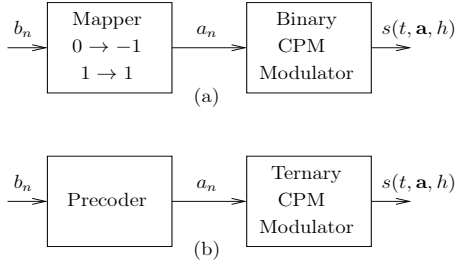 b_n
Mapper
0 → −1
1 → 1
a_n
Binary
CPM
Modulator
s(t, a, h)
(a)
b_n
Precoder
a_n
Ternary
CPM
Modulator
s(t, a, h)
(b)